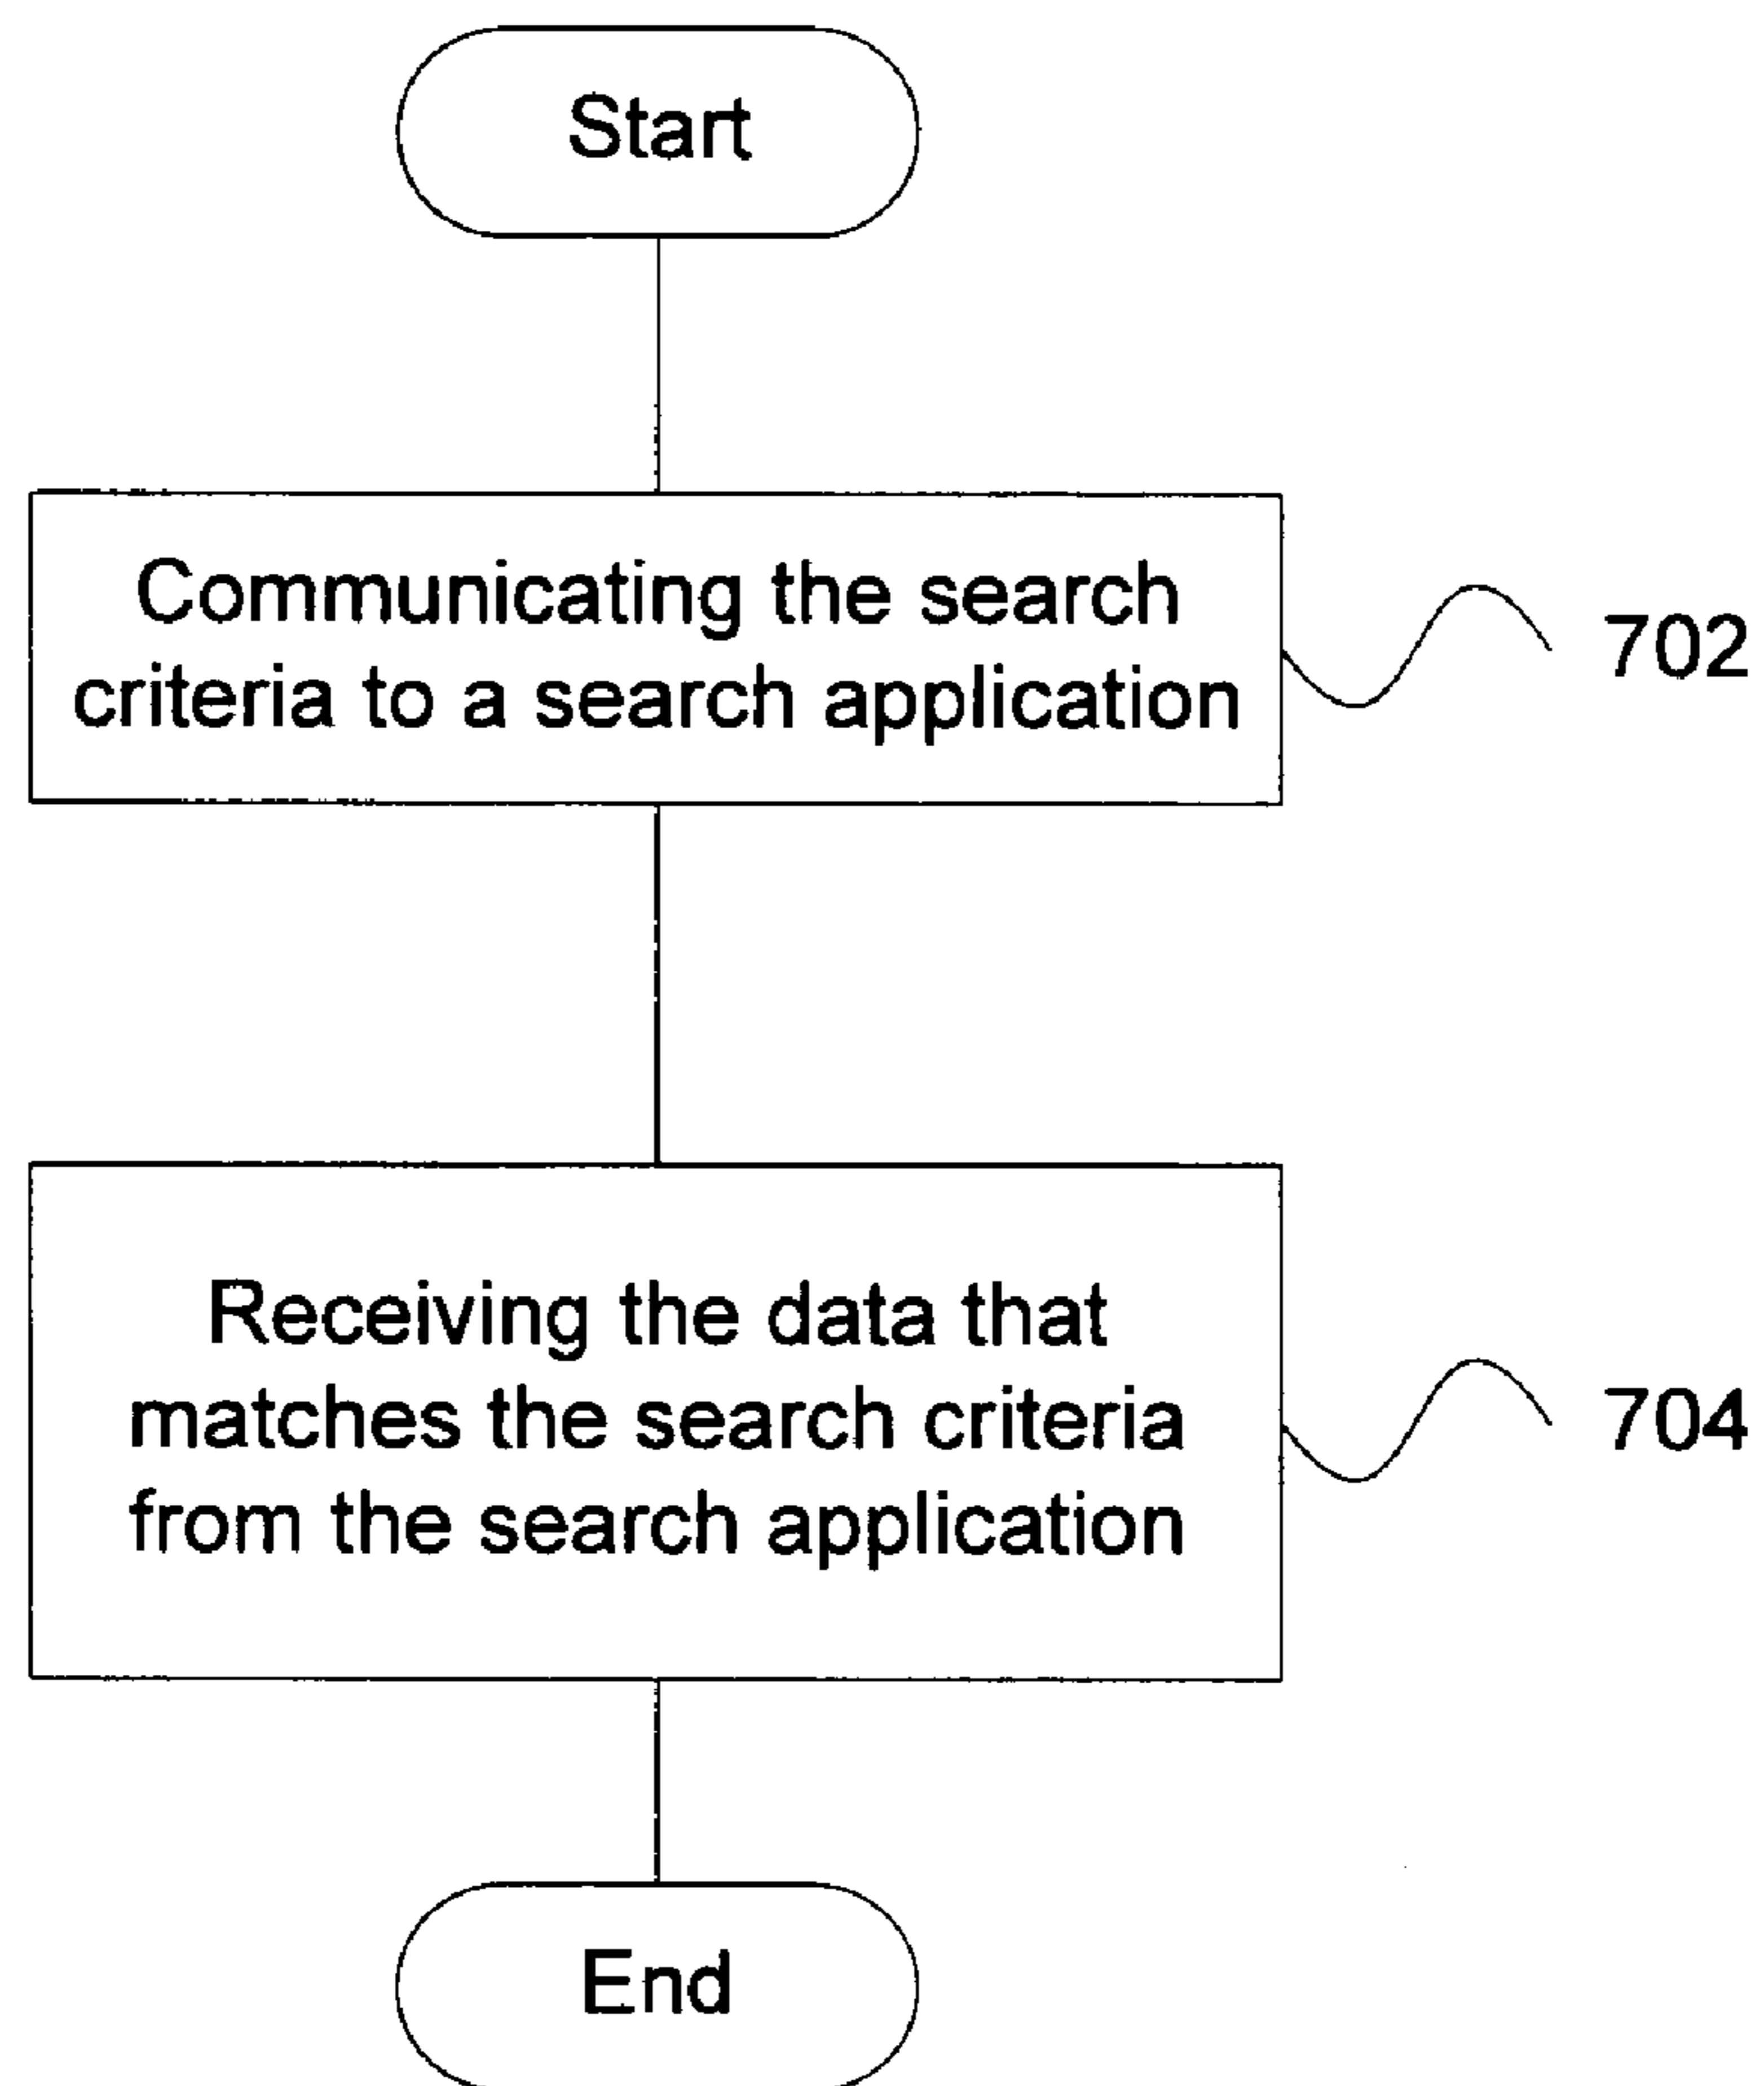 Start
Communicating the search
criteria to a search application
702
Receiving the data that
matches the search criteria
from the search application
704
End